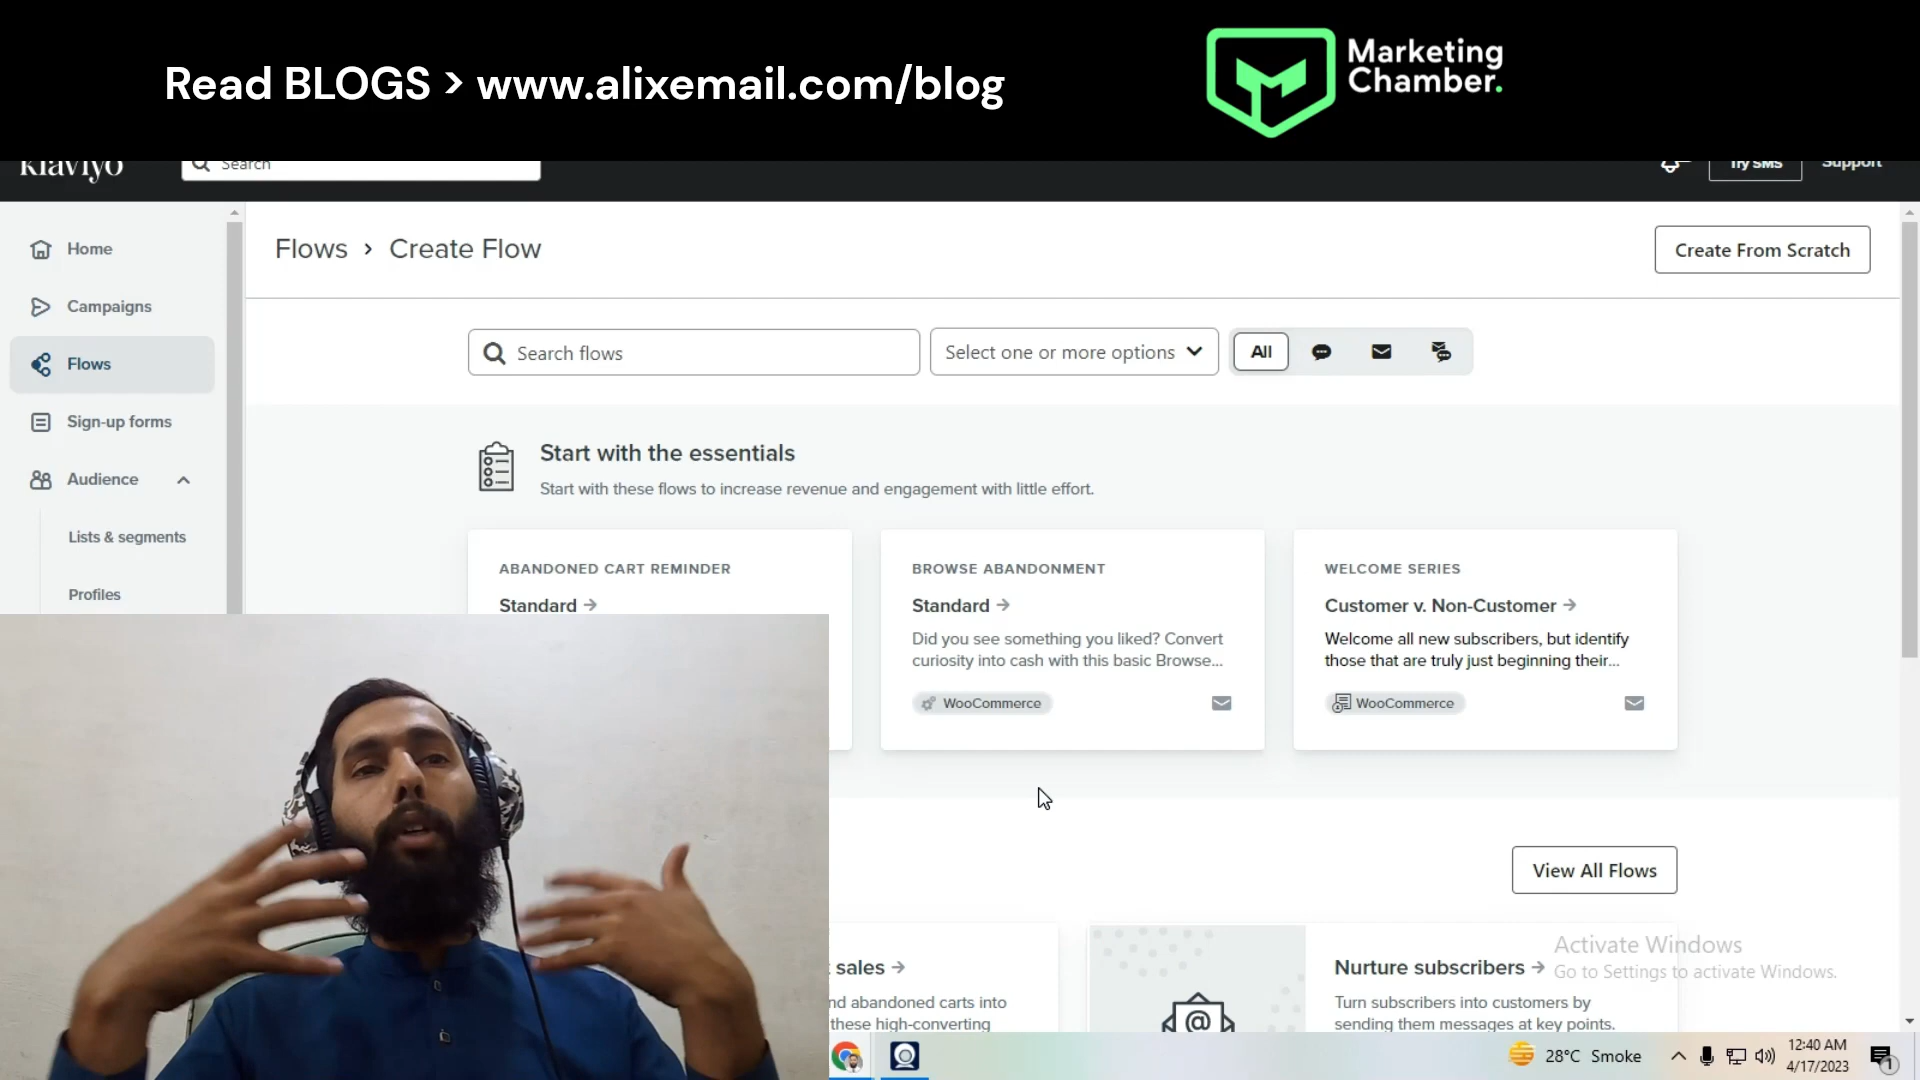 Read BLOGS > www.alixemail.com/blog
Marketing
Chamber.
klaviyo
Search
Try SMS
Support
Home
Campaigns
Flows
Sign-up forms
Audience
Lists & segments
Profiles
Flows › Create Flow
Create From Scratch
Search flows
Select one or more options
All
Start with the essentials
Start with these flows to increase revenue and engagement with little effort.
ABANDONED CART REMINDER
Standard →
BROWSE ABANDONMENT
Standard →
Did you see something you liked? Convert
curiosity into cash with this basic Browse...
WooCommerce
WELCOME SERIES
Customer v. Non-Customer →
Welcome all new subscribers, but identify
those that are truly just beginning their...
WooCommerce
View All Flows
sales →
nd abandoned carts into
these high-converting
Nurture subscribers →
Turn subscribers into customers by
sending them messages at key points.
Activate Windows
Go to Settings to activate Windows.
28°C Smoke
12:40 AM
4/17/2023
1